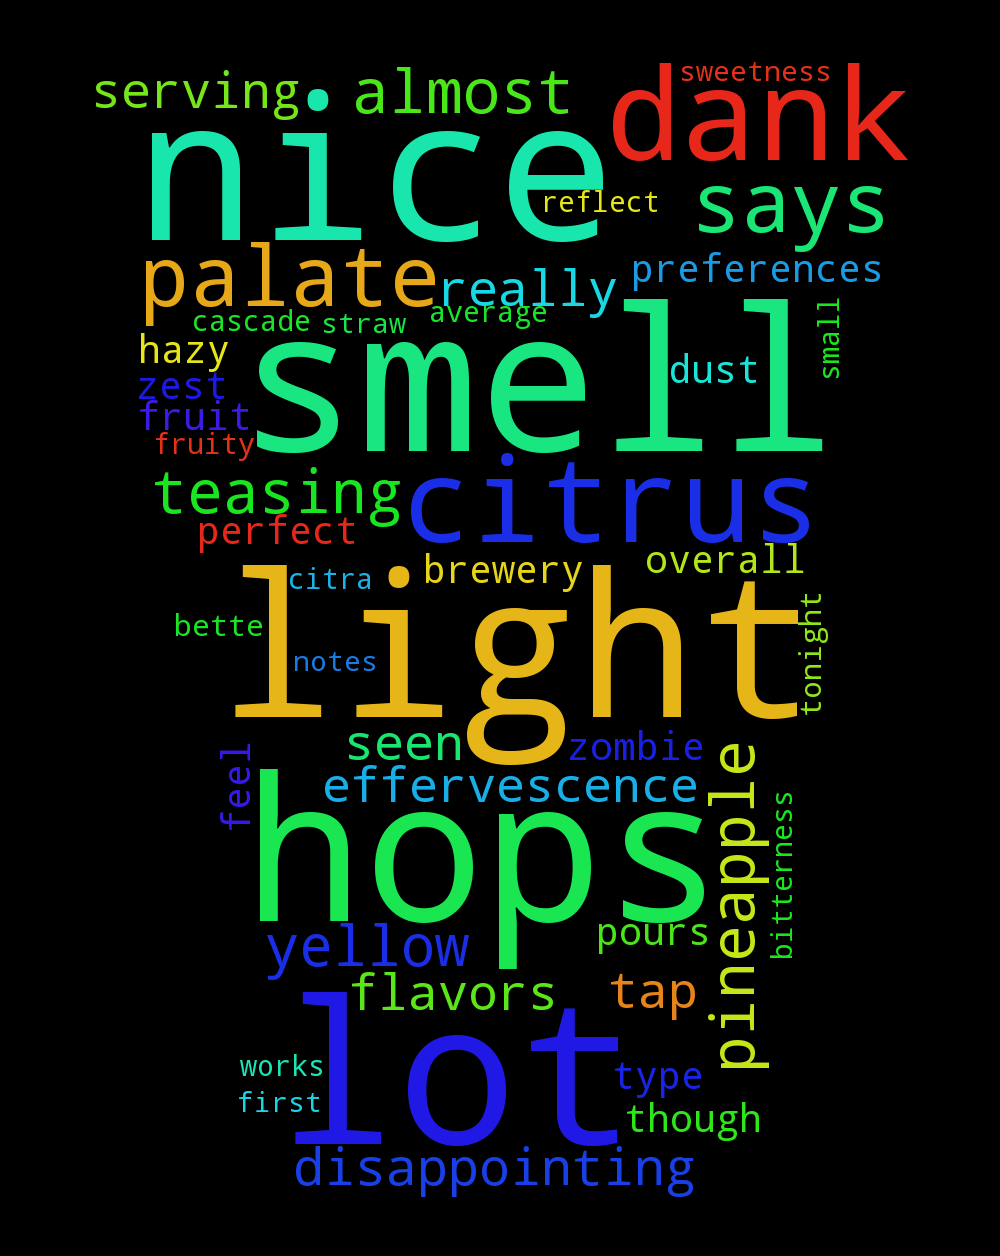 sweetness
serving
almost
dank
nice
reflect
says
palate
really
preferences
cascade
straw
average
small
hazy
smell
dust
zest
fruit
fruity
teasing
citrus
perfect
citra
brewery
overall
light
tonight
bette
notes
seen
zombie
feel
effervescence
pineapple
hops
bitterness
yellow
pours
flavors
tap
lot
works
type
first
though
disappointing